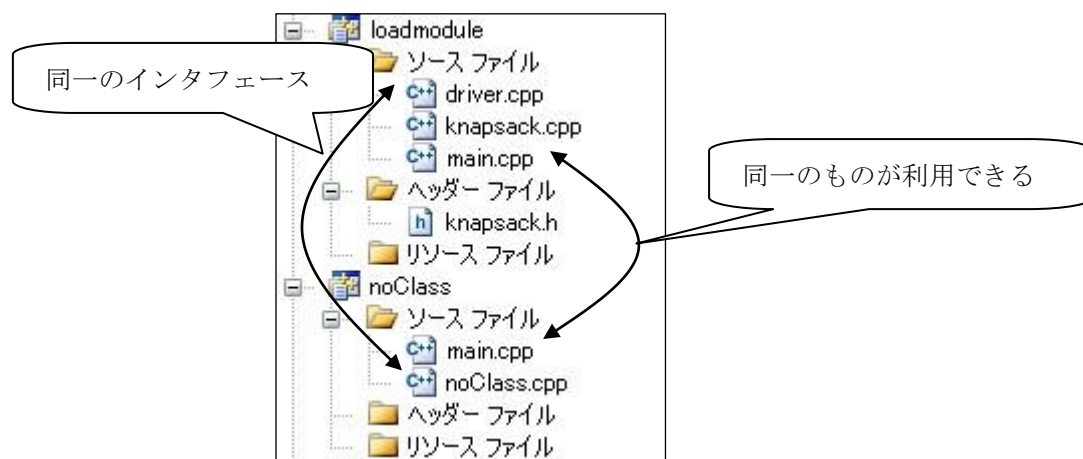 loadmodule
同一のインタフェース
ソース ファイル
driver.cpp
knapsack.cpp
main.cpp
同一のものが利用できる
ヘッダー ファイル
knapsack.h
リソース ファイル
noClass
ソース ファイル
main.cpp
noClass.cpp
ヘッダー ファイル
リソース ファイル